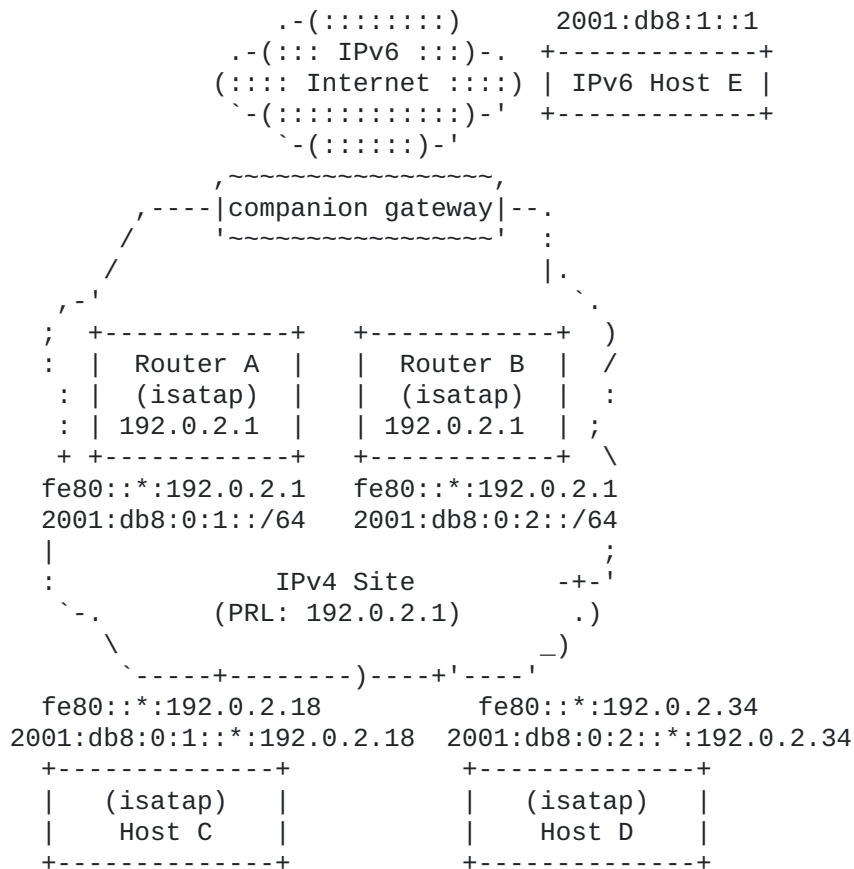 2001:db8:1::1
IPv6
Internet
IPv6 Host E
companion gateway
Router A    Router B
(isatap)    (isatap)
192.0.2.1    192.0.2.1
fe80::*:192.0.2.1    fe80::*:192.0.2.1
2001:db8:0:1::/64    2001:db8:0:2::/64
IPv4 Site
(PRL: 192.0.2.1)
fe80::*:192.0.2.18    fe80::*:192.0.2.34
2001:db8:0:1::*:192.0.2.18    2001:db8:0:2::*:192.0.2.34
(isatap)    (isatap)
Host C    Host D